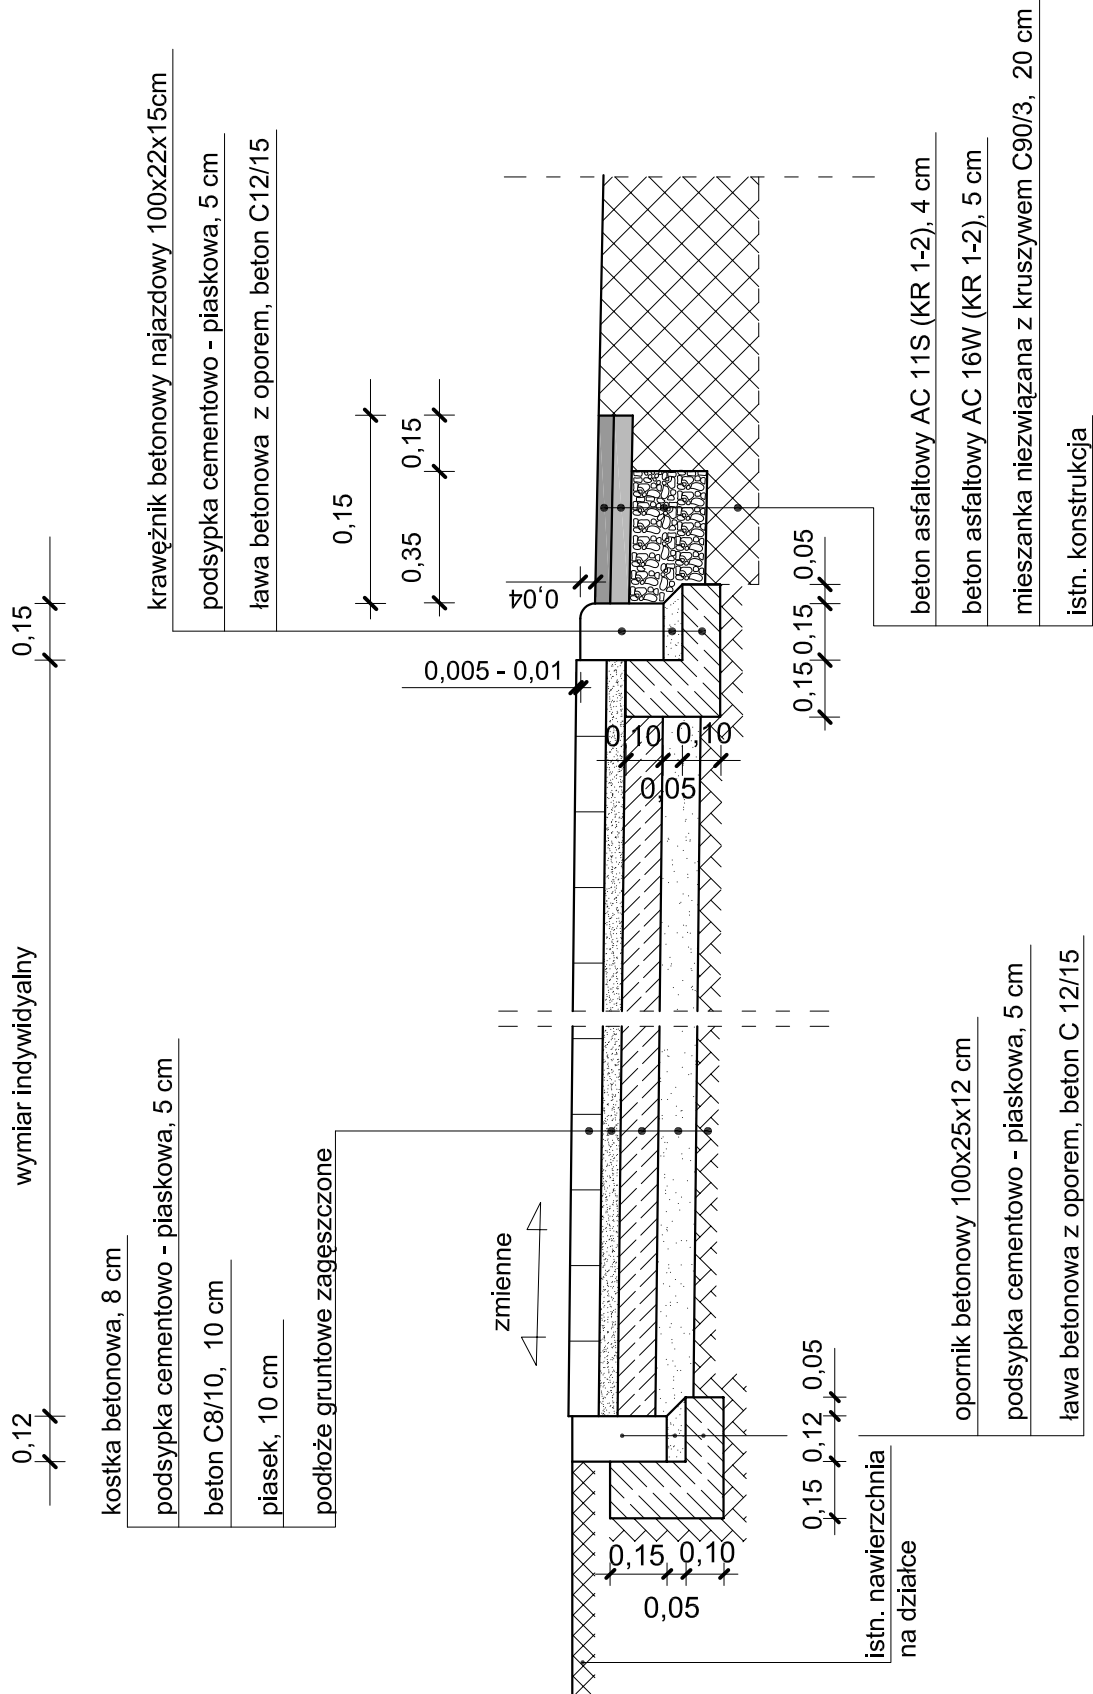 wymiar indywidyalny
0,12
0,15
kostka betonowa, 8 cm
podsypka cementowo - piaskowa, 5 cm
beton C8/10, 10 cm
piasek, 10 cm
podłoże gruntowe zagęszczone
krawężnik betonowy najazdowy 100x22x15cm
podsypka cementowo - piaskowa, 5 cm
ława betonowa z oporem, beton C12/15
0,15
0,35
0,15
0,04
0,005 - 0,01
zmienne
0,10
0,10
0,05
0,15
0,10
0,05
0,15
0,12
0,05
0,15
0,15
0,05
istn. nawierzchnia
na działce
opornik betonowy 100x25x12 cm
podsypka cementowo - piaskowa, 5 cm
ława betonowa z oporem, beton C 12/15
beton asfaltowy AC 11S (KR 1-2), 4 cm
beton asfaltowy AC 16W (KR 1-2), 5 cm
mieszanka niezwiązana z kruszywem C90/3, 20 cm
istn. konstrukcja